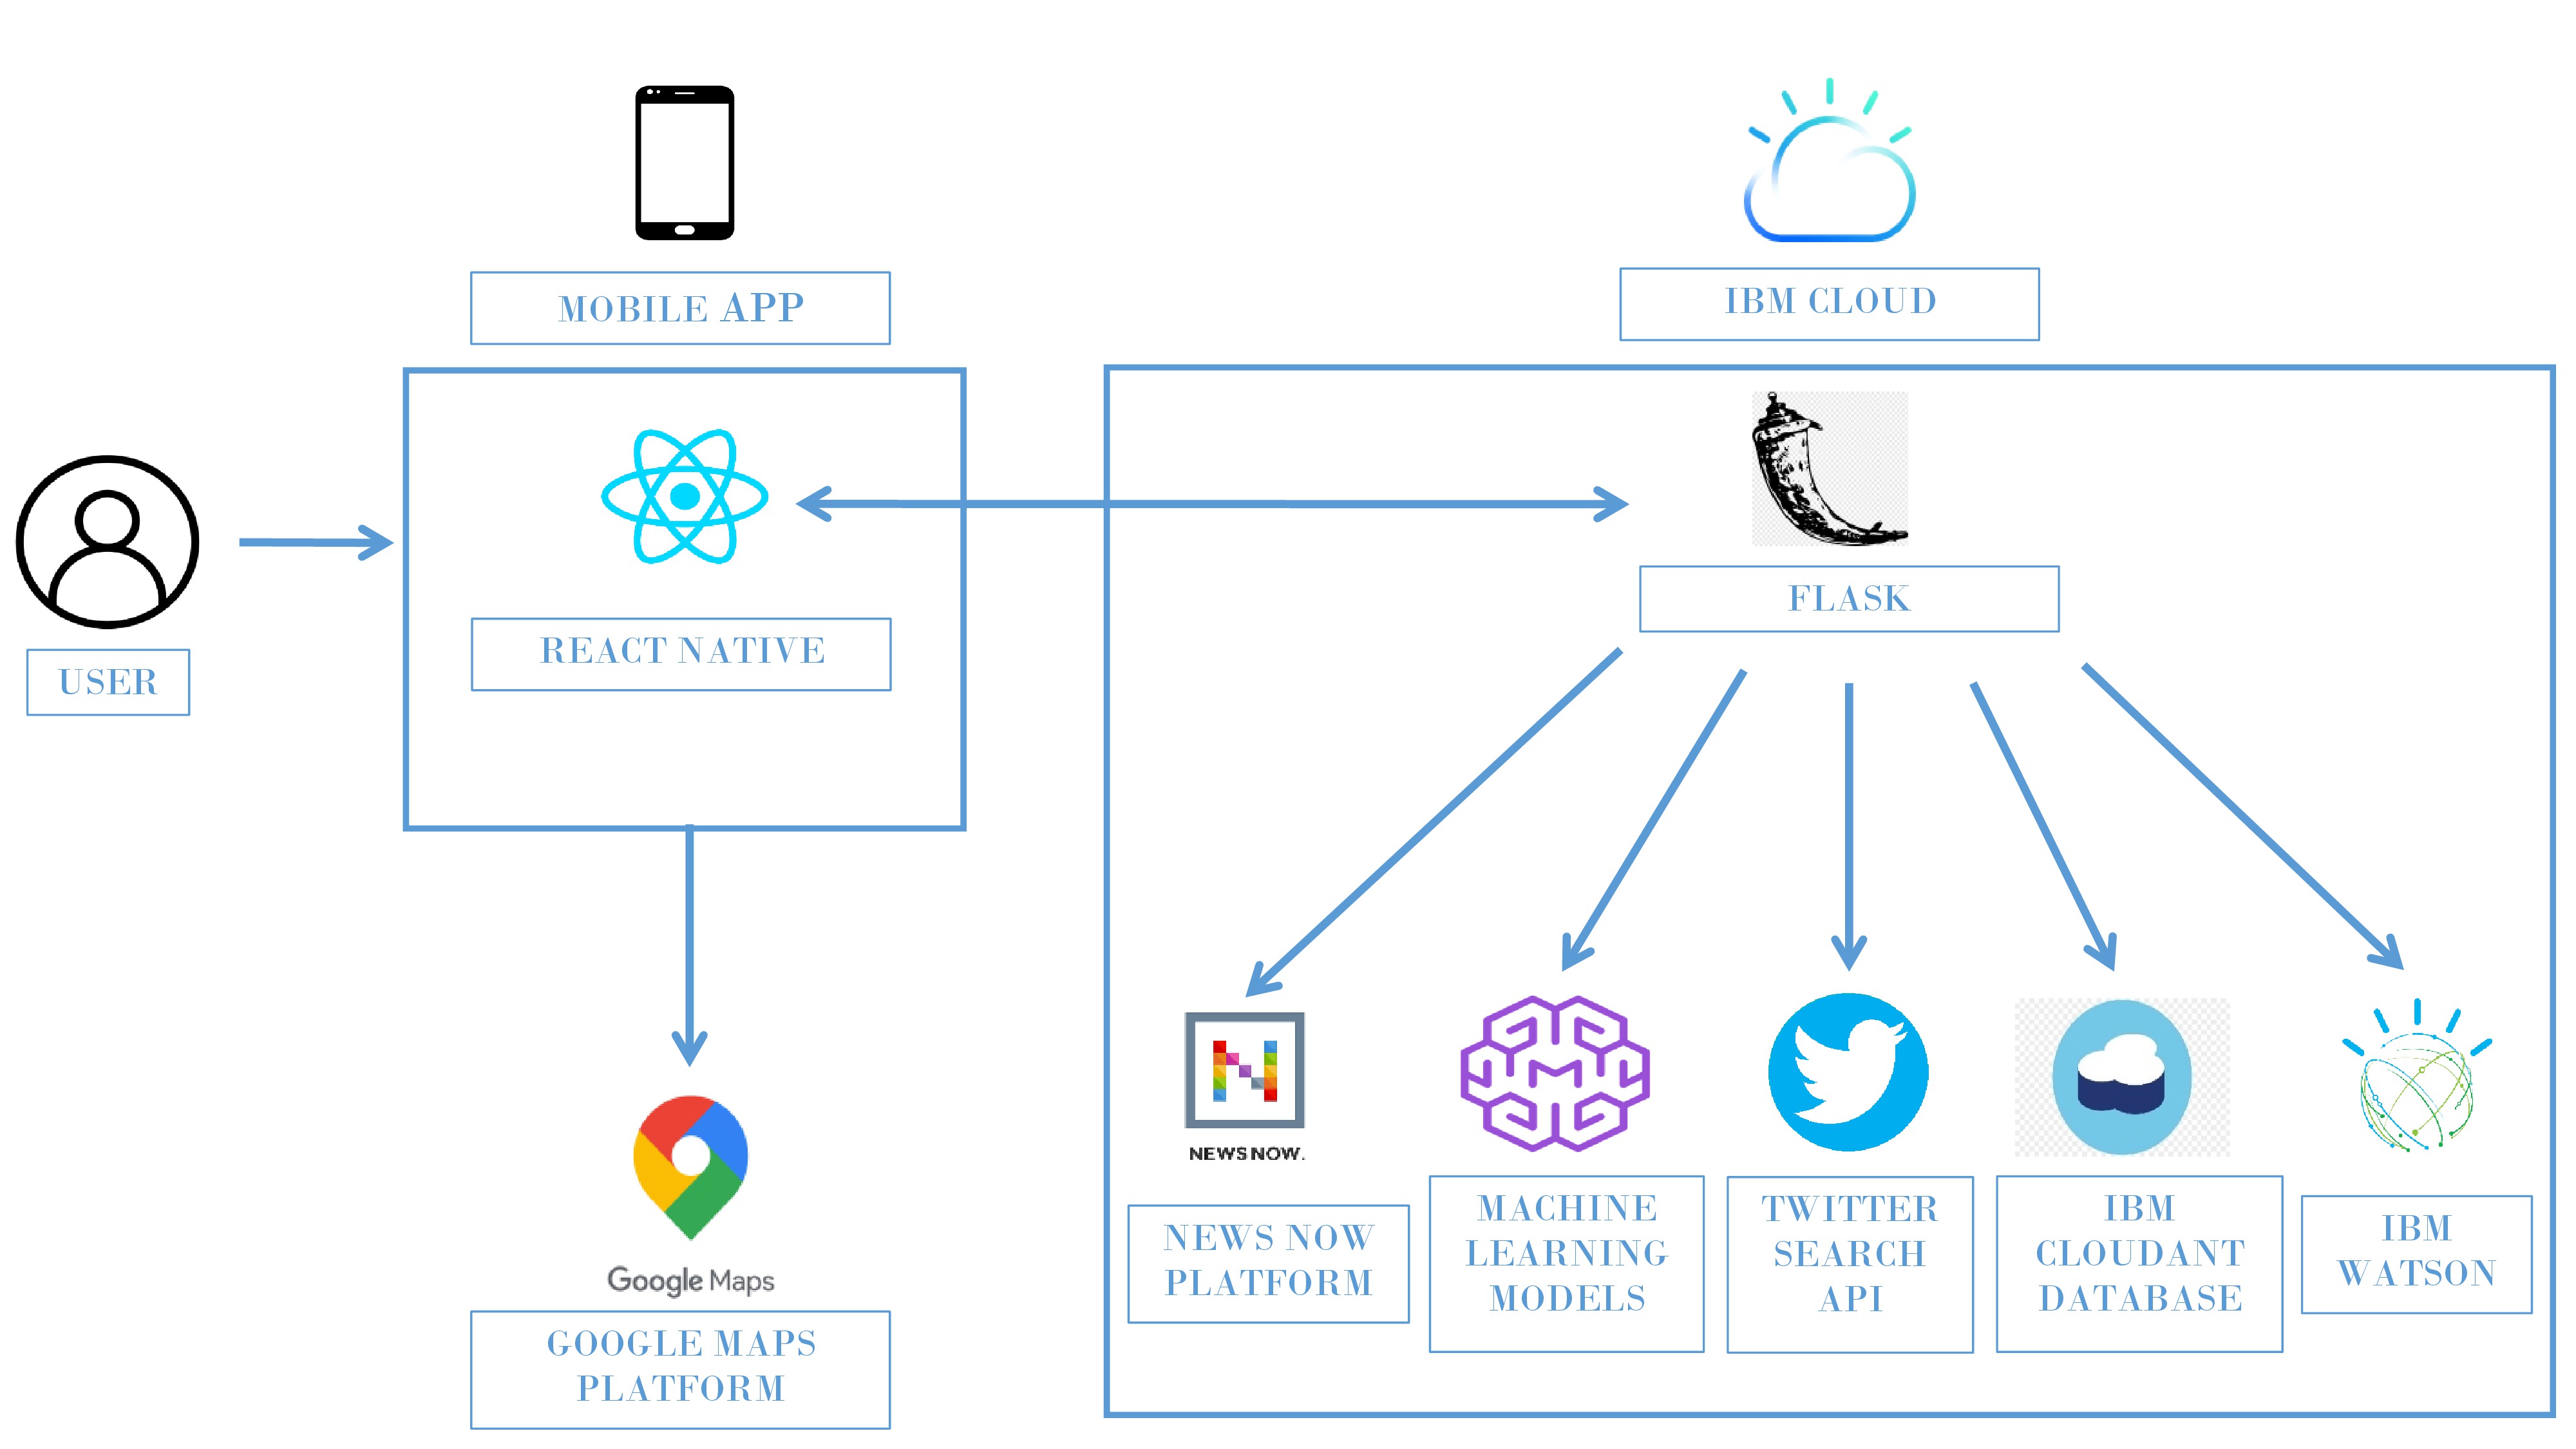 MOBILE APP
IBM CLOUD
FLASK
REACT NATIVE
USER
NEWS NOW.
NEWS NOW
PLATFORM
MACHINE
LEARNING
MODELS
TWITTER
SEARCH
API
IBM
CLOUDANT
DATABASE
IBM
WATSON
Google Maps
GOOGLE MAPS
PLATFORM